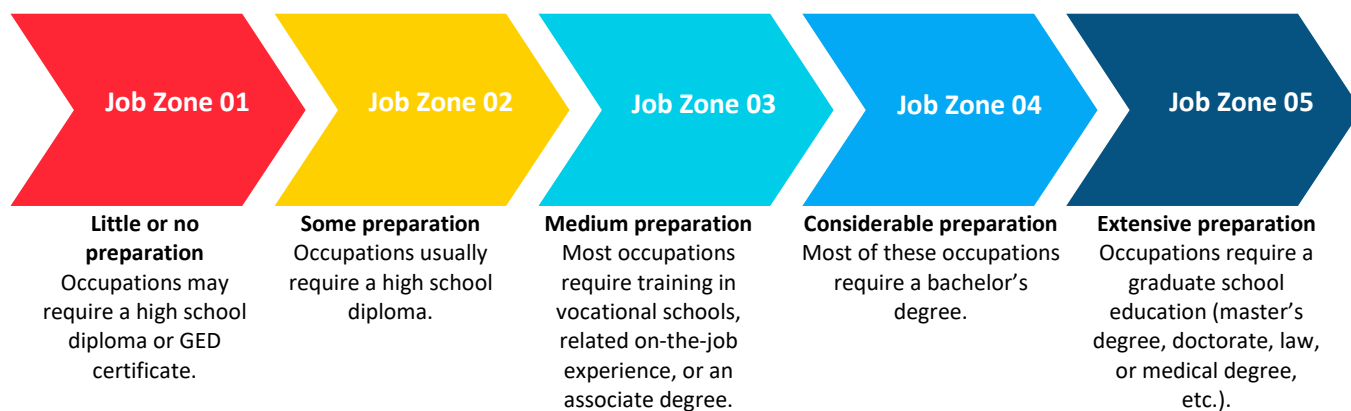 Job Zone 01
Job Zone 02
Job Zone 03
Job Zone 04
Job Zone 05
Little or no
preparation
Occupations may
require a high school
diploma or GED
certificate.
Some preparation
Occupations usually
require a high school
diploma.
Medium preparation
Most occupations
require training in
vocational schools,
related on-the-job
experience, or an
associate degree.
Considerable preparation
Most of these occupations
require a bachelor’s
degree.
Extensive preparation
Occupations require a
graduate school
education (master’s
degree, doctorate, law,
or medical degree,
etc.).